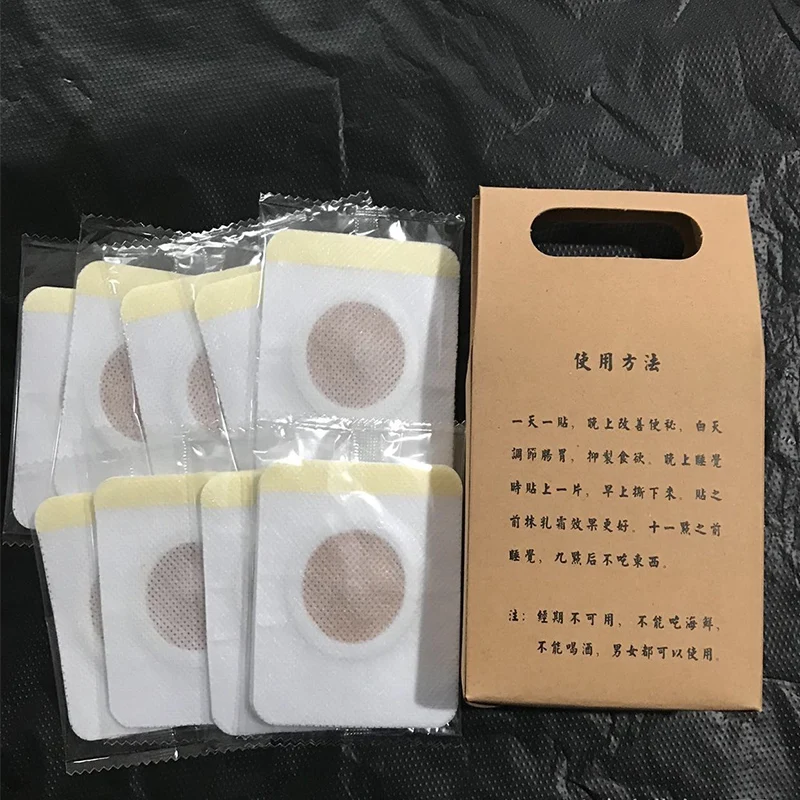 使用方法
一天一貼，晚上改善便秘，白天
調節腸胃，抑製食欲。晚上睡覺
時貼上一片，早上撕下來。貼之
前抹乳霜效果更好。十一點之前
睡覺，九點后不吃東西。
注：經期不可用，不能吃海鮮，
不能喝酒，男女都可以使用。